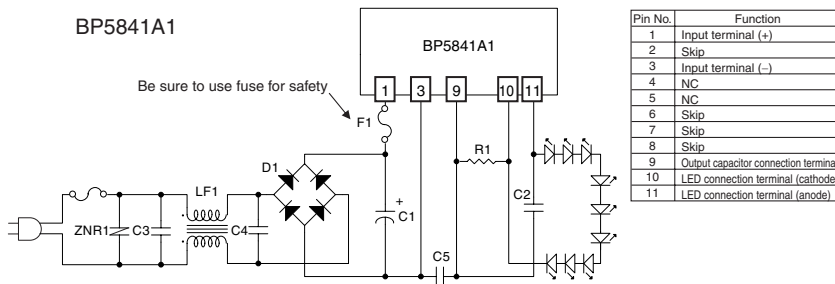 BP5841A1
BP5841A1
Be sure to use fuse for safety
1
3
9
10
11
F1
D1
R1
LF1
ZNR1
C3
C4
+
C1
C2
C5
Pin No. Function
1 Input terminal (+)
2 Skip
3 Input terminal (−)
4 NC
5 NC
6 Skip
7 Skip
8 Skip
9 Output capacitor connection termina
10 LED connection terminal (cathode
11 LED connection terminal (anode)